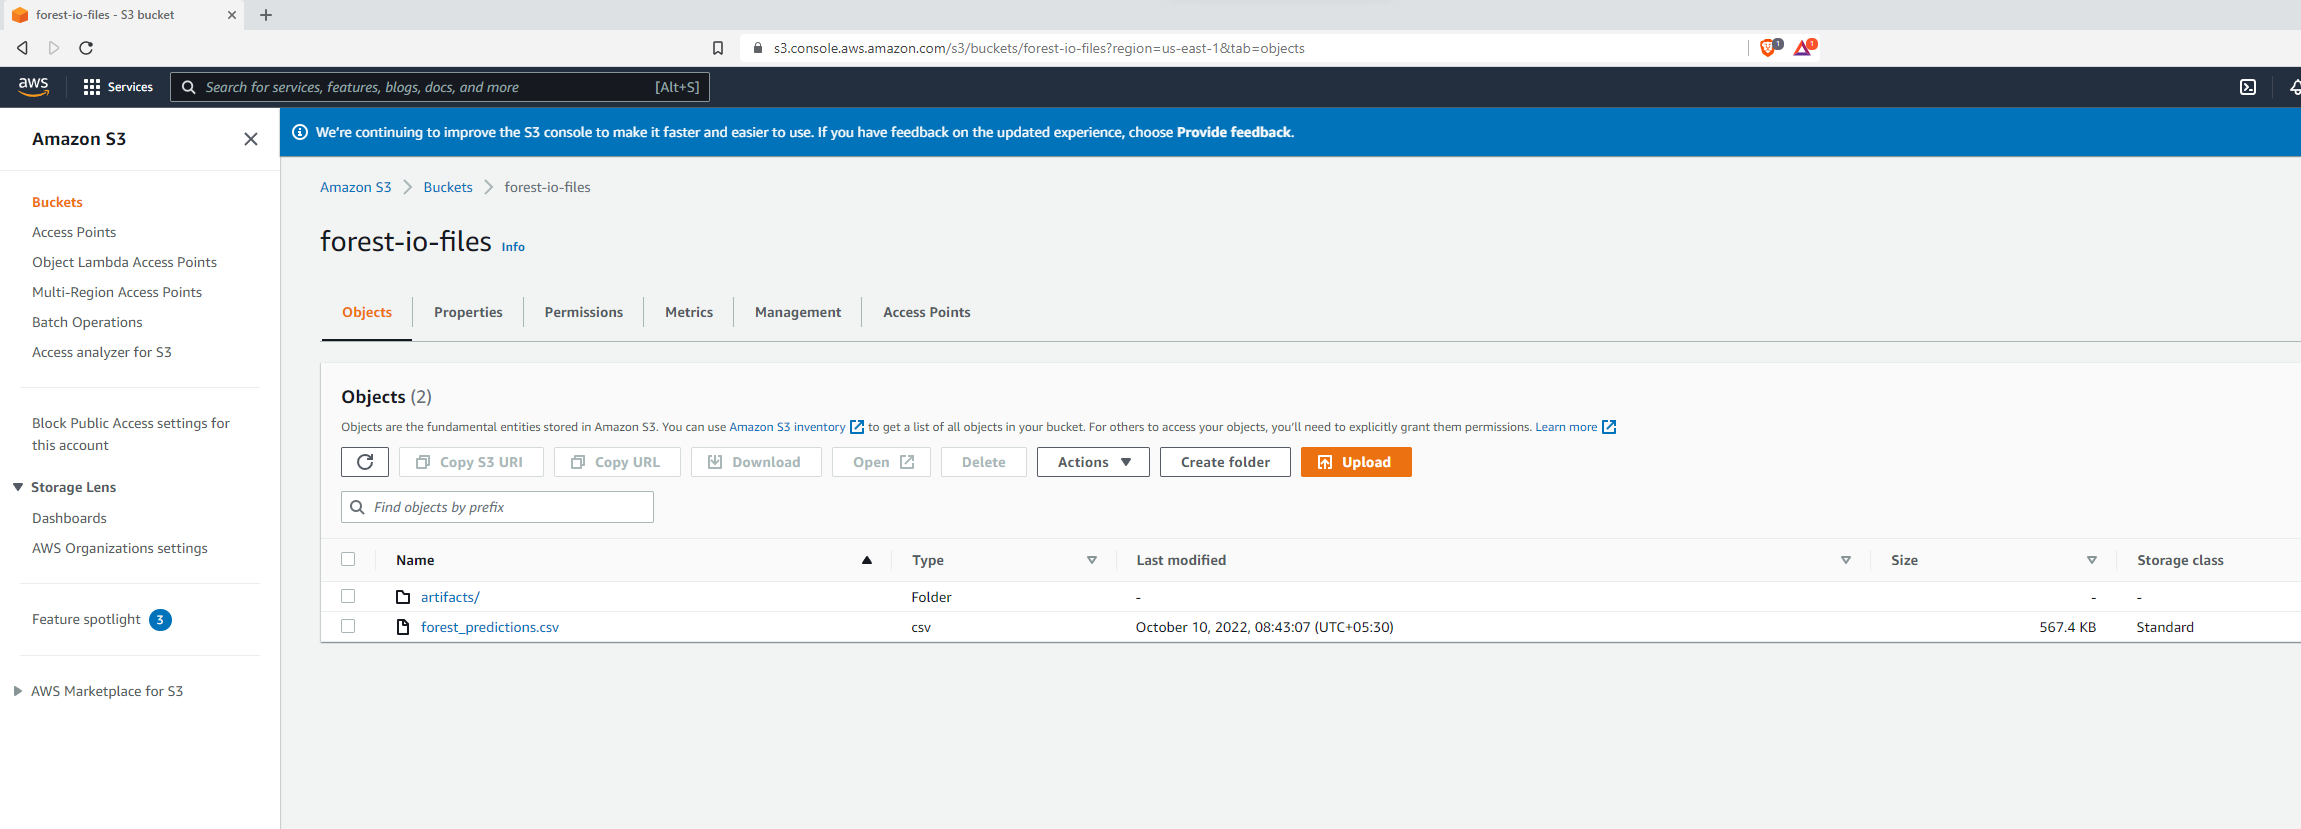 forest-io-files - S3 bucket
s3.console.aws.amazon.com/s3/buckets/forest-io-files?region=us-east-1&tab=objects
1
1
aws
Services
Search for services, features, blogs, docs, and more
[Alt+S]
Amazon S3
Buckets
Access Points
Object Lambda Access Points
Multi-Region Access Points
Batch Operations
Access analyzer for S3
Block Public Access settings for
this account
Storage Lens
Dashboards
AWS Organizations settings
Feature spotlight 3
AWS Marketplace for S3
We're continuing to improve the S3 console to make it faster and easier to use. If you have feedback on the updated experience, choose Provide feedback.
Amazon S3 Buckets forest-io-files
forest-io-files Info
Objects Properties Permissions Metrics Management Access Points
Objects (2)
Objects are the fundamental entities stored in Amazon S3. You can use Amazon S3 inventory to get a list of all objects in your bucket. For others to access your objects, you'll need to explicitly grant them permissions. Learn more
Copy S3 URI Copy URL Download Open Delete Actions Create folder Upload
Find objects by prefix
Name Type Last modified Size Storage class
artifacts/ Folder - - -
forest_predictions.csv csv October 10, 2022, 08:43:07 (UTC+05:30) 567.4 KB Standard